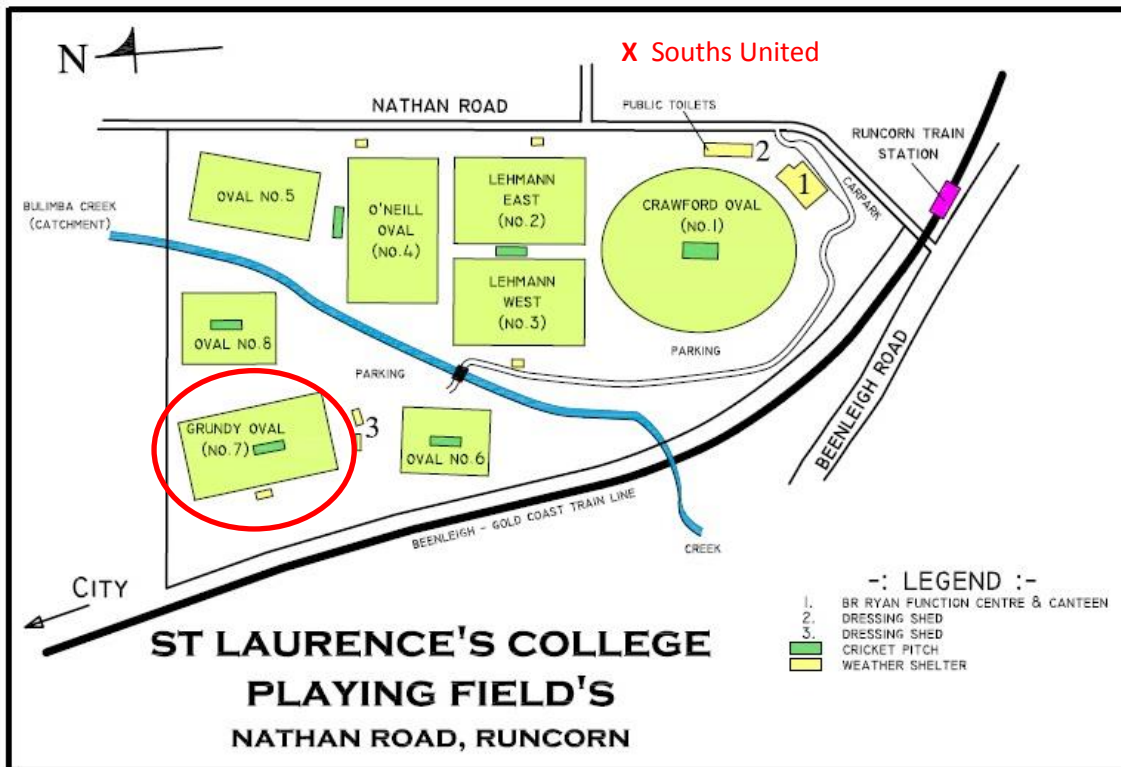 N
X Souths United
NATHAN ROAD
PUBLIC TOILETS
2
RUNCORN TRAIN
STATION
1
CARPARK
OVAL NO.5
O'NEILL
OVAL
(NO.4)
LEHMANN
EAST
(NO.2)
CRAWFORD OVAL
(NO.1)
BULIMBA CREEK
(CATCHMENT)
LEHMANN
WEST
(NO.3)
OVAL NO.8
PARKING
PARKING
BEENLEIGH ROAD
GRUNDY OVAL
(NO.7)
3
OVAL NO.6
BEENLEIGH - GOLD COAST TRAIN LINE
CREEK
CITY
-: LEGEND :-
1. BR RYAN FUNCTION CENTRE & CANTEEN
2. DRESSING SHED
3. DRESSING SHED
CRICKET PITCH
WEATHER SHELTER
ST LAURENCE'S COLLEGE
PLAYING FIELD'S
NATHAN ROAD, RUNCORN